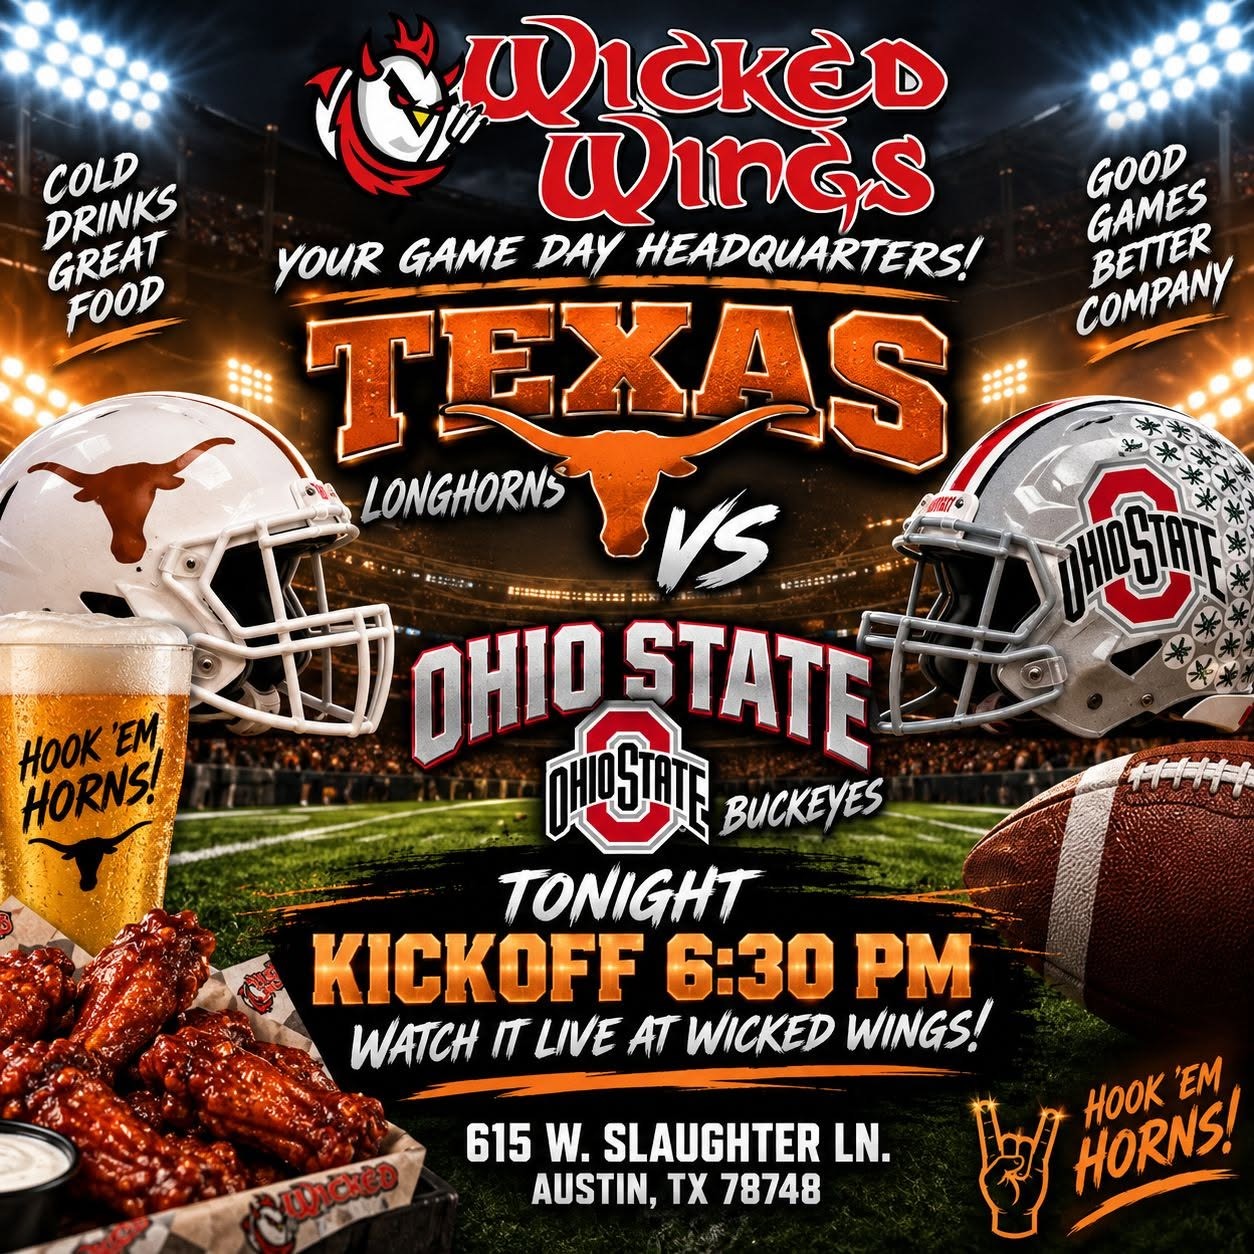 WICKED
WINGS
YOUR GAME DAY HEADQUARTERS!
COLD
DRINKS
GREAT
FOOD
GOOD
GAMES
BETTER
COMPANY
TEXAS
LONGHORNS
VS
OHIO STATE
OHIO STATE
OHIO STATE
BUCKEYES
HOOK 'EM
HORNS!
TONIGHT
KICKOFF 6:30 PM
WATCH IT LIVE AT WICKED WINGS!
615 W. SLAUGHTER LN.
AUSTIN, TX 78748
HOOK 'EM
HORNS!
WICKED